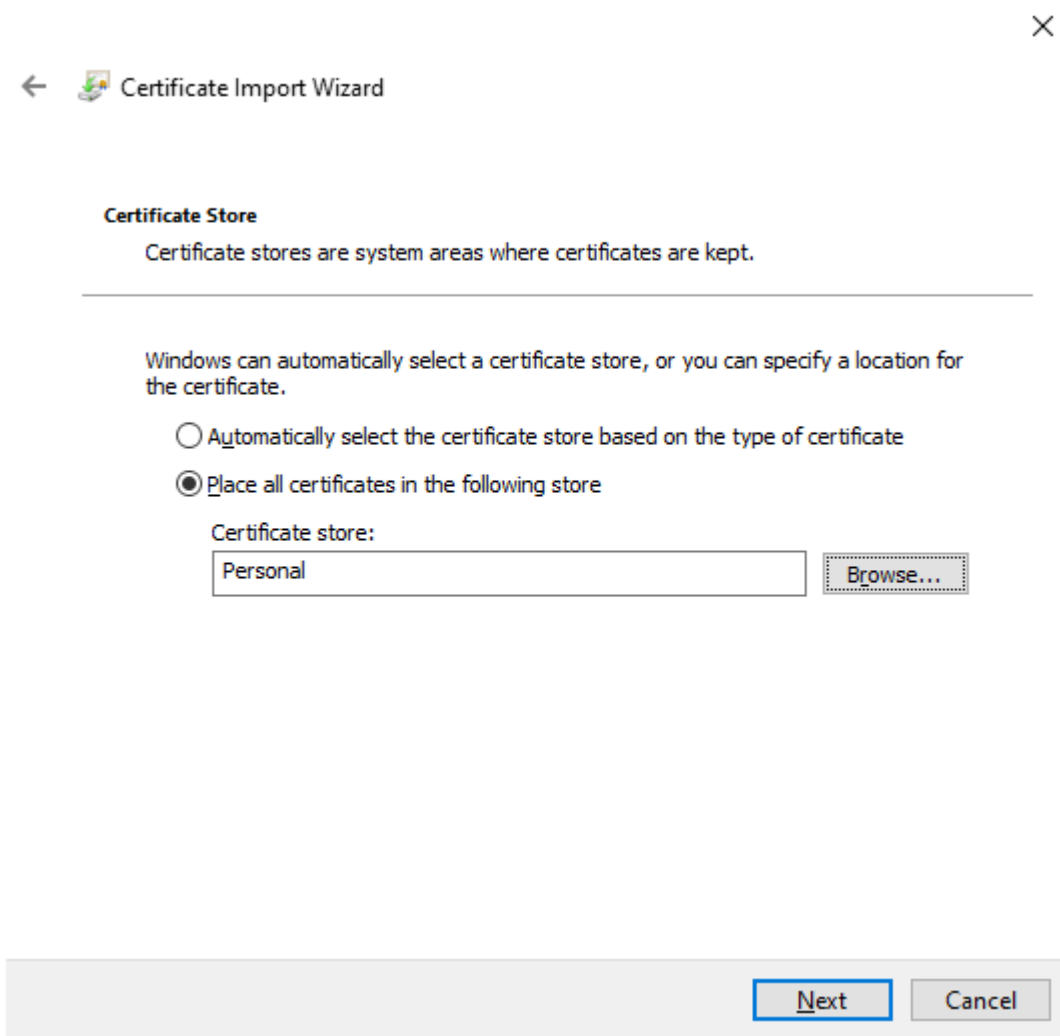 Certificate Import Wizard
Certificate Store
Certificate stores are system areas where certificates are kept.
Windows can automatically select a certificate store, or you can specify a location for
the certificate.
Automatically select the certificate store based on the type of certificate
Place all certificates in the following store
Certificate store:
Personal
Browse...
Next
Cancel